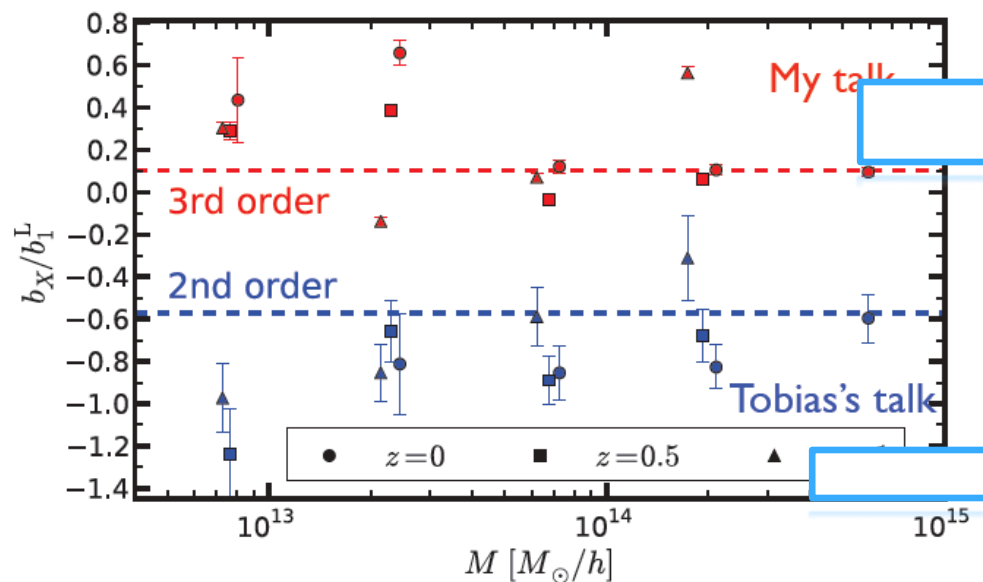 0.8
0.6
0.4
0.2
0.0
−0.2
−0.4
−0.6
−0.8
−1.0
−1.2
−1.4
b_X/b_1^L
My talk
3rd order
2nd order
Tobias's talk
z=0 z=0.5
10^13 10^14 10^15
M [M_⊙/h]